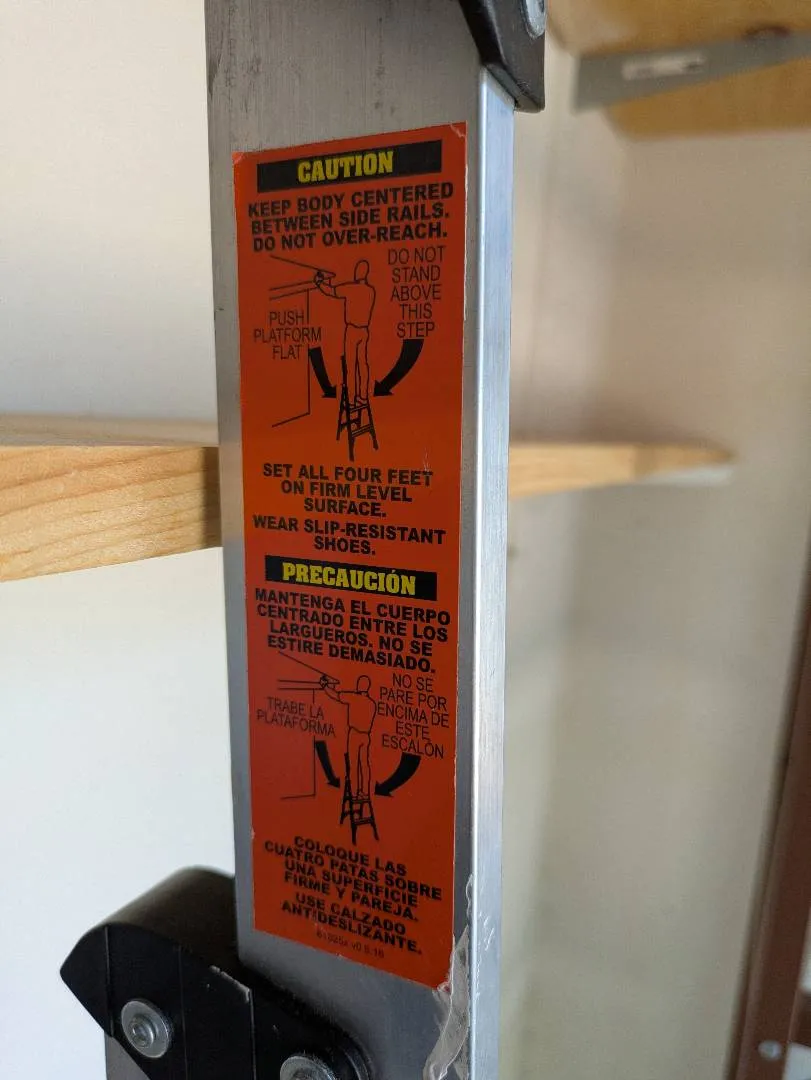 CAUTION
KEEP BODY CENTERED
BETWEEN SIDE RAILS.
DO NOT OVER-REACH.
DO NOT
STAND
ABOVE
THIS
STEP
PUSH
PLATFORM
FLAT
SET ALL FOUR FEET
ON FIRM LEVEL
SURFACE.
WEAR SLIP-RESISTANT
SHOES.
PRECAUCIÓN
MANTENGA EL CUERPO
CENTRADO ENTRE LOS
LARGUEROS. NO SE
ESTIRE DEMASIADO.
NO SE
PARE POR
ENCIMA DE
ESTE
ESCALÓN
TRABE LA
PLATAFORMA
COLOQUE LAS
CUATRO PATAS SOBRE
UNA SUPERFICIE
FIRME Y PAREJA.
USE CALZADO
ANTIDESLIZANTE.